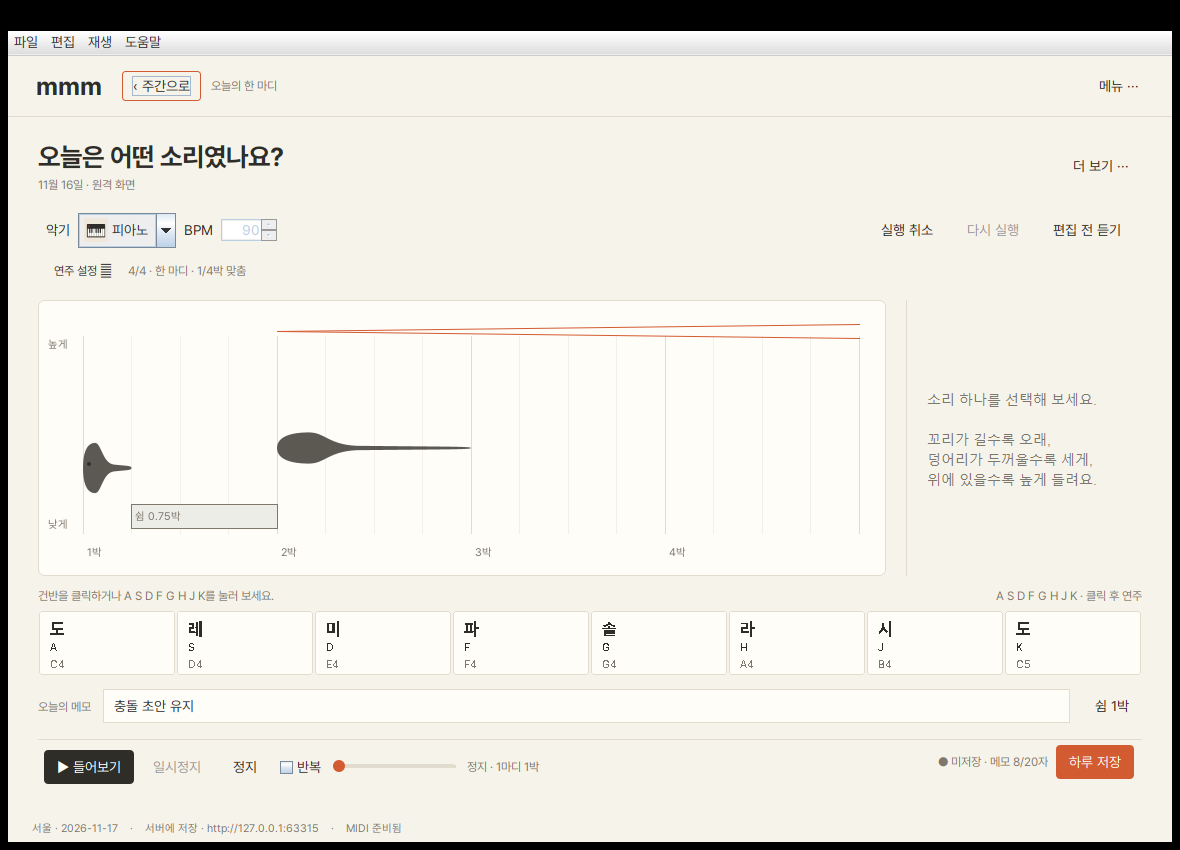 파일 편집 재생 도움말
mmm ‹ 주간으로 오늘의 한 마디 메뉴 ···
오늘은 어떤 소리였나요?
더 보기 ···
11월 16일 · 원격 화면
악기 피아노 BPM 90 실행 취소 다시 실행 편집 전 듣기
연주 설정 4/4 · 한 마디 · 1/4박 맞춤
높게
쉼 0.75박
낮게
1박 2박 3박 4박
소리 하나를 선택해 보세요.
꼬리가 길수록 오래,
덩어리가 두꺼울수록 세게,
위에 있을수록 높게 들려요.
건반을 클릭하거나 A S D F G H J K를 눌러 보세요. A S D F G H J K · 클릭 후 연주
도 레 미 파 솔 라 시 도
A S D F G H J K
C4 D4 E4 F4 G4 A4 B4 C5
오늘의 메모 충돌 초안 유지 쉼 1박
▶ 들어보기 일시정지 정지 반복 정지 · 1마디 1박 ● 미저장 · 메모 8/20자 하루 저장
서울 · 2026-11-17 · 서버에 저장 · http://127.0.0.1:63315 · MIDI 준비됨